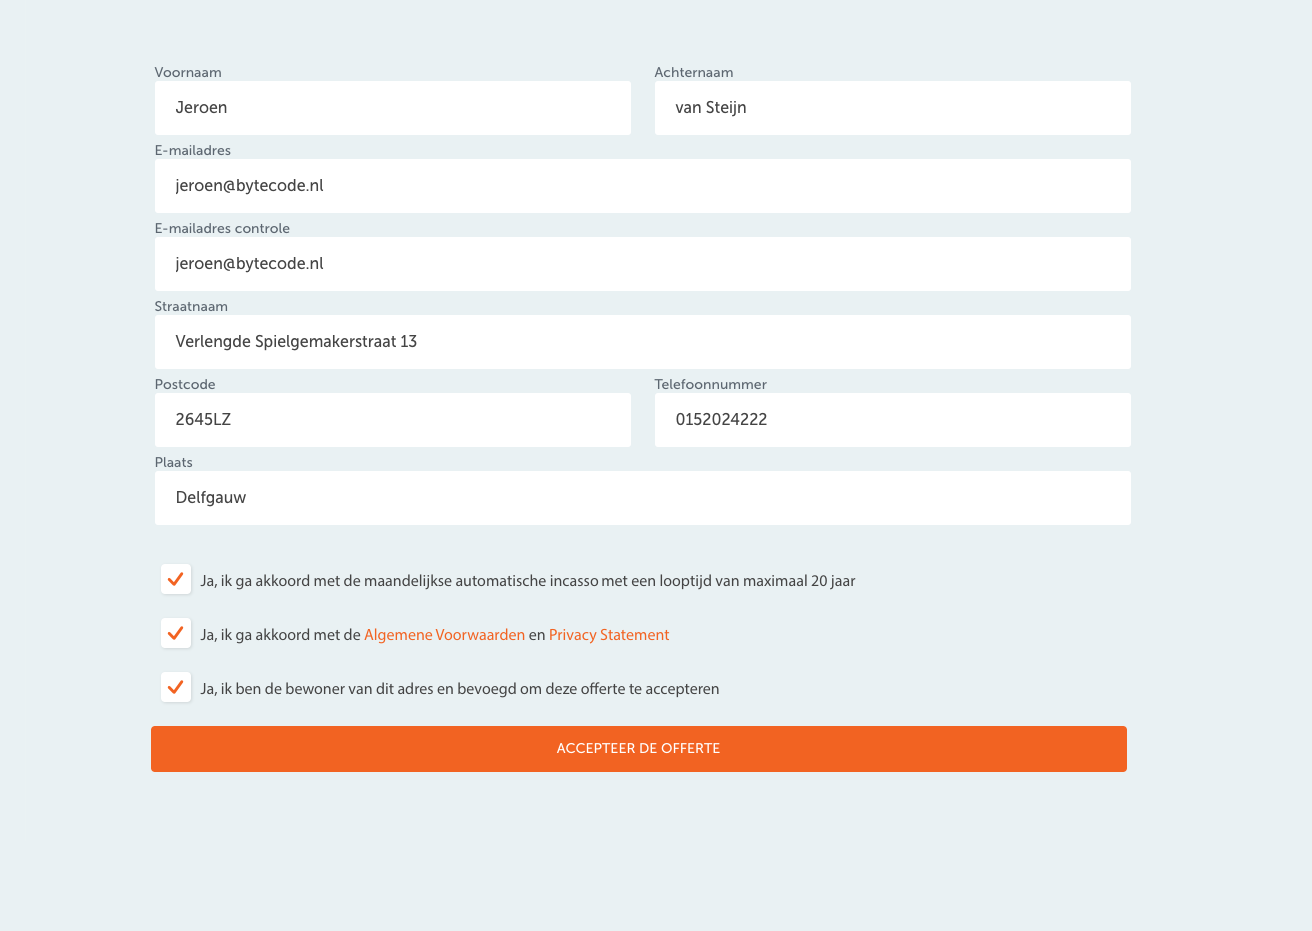 Voornaam
Achternaam
Jeroen
van Steijn
E-mailadres
jeroen@bytecode.nl
E-mailadres controle
jeroen@bytecode.nl
Straatnaam
Verlengde Spielgemakerstraat 13
Postcode
Telefoonnummer
2645LZ
0152024222
Plaats
Delfgauw
Ja, ik ga akkoord met de maandelijkse automatische incasso met een looptijd van maximaal 20 jaar
Ja, ik ga akkoord met de Algemene Voorwaarden en Privacy Statement
Ja, ik ben de bewoner van dit adres en bevoegd om deze offerte te accepteren
ACCEPTEER DE OFFERTE